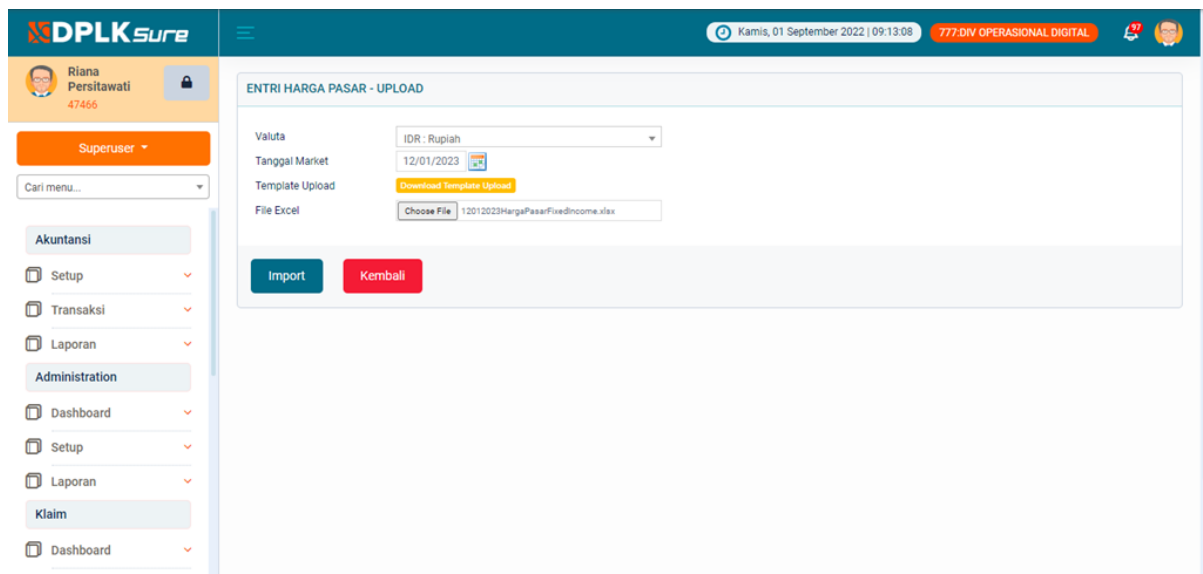 DPLKSure
Kamis, 01 September 2022 | 09:13:08
777:DIV OPERASIONAL DIGITAL
97
Riana
Persitawati
47466
Superuser
Cari menu...
Akuntansi
Setup
Transaksi
Laporan
Administration
Dashboard
Setup
Laporan
Klaim
Dashboard
ENTRI HARGA PASAR - UPLOAD
Valuta
IDR : Rupiah
Tanggal Market
12/01/2023
Template Upload
Download Template Upload
File Excel
Choose File 12012023HargaPasarFixedIncome.xlsx
Import
Kembali